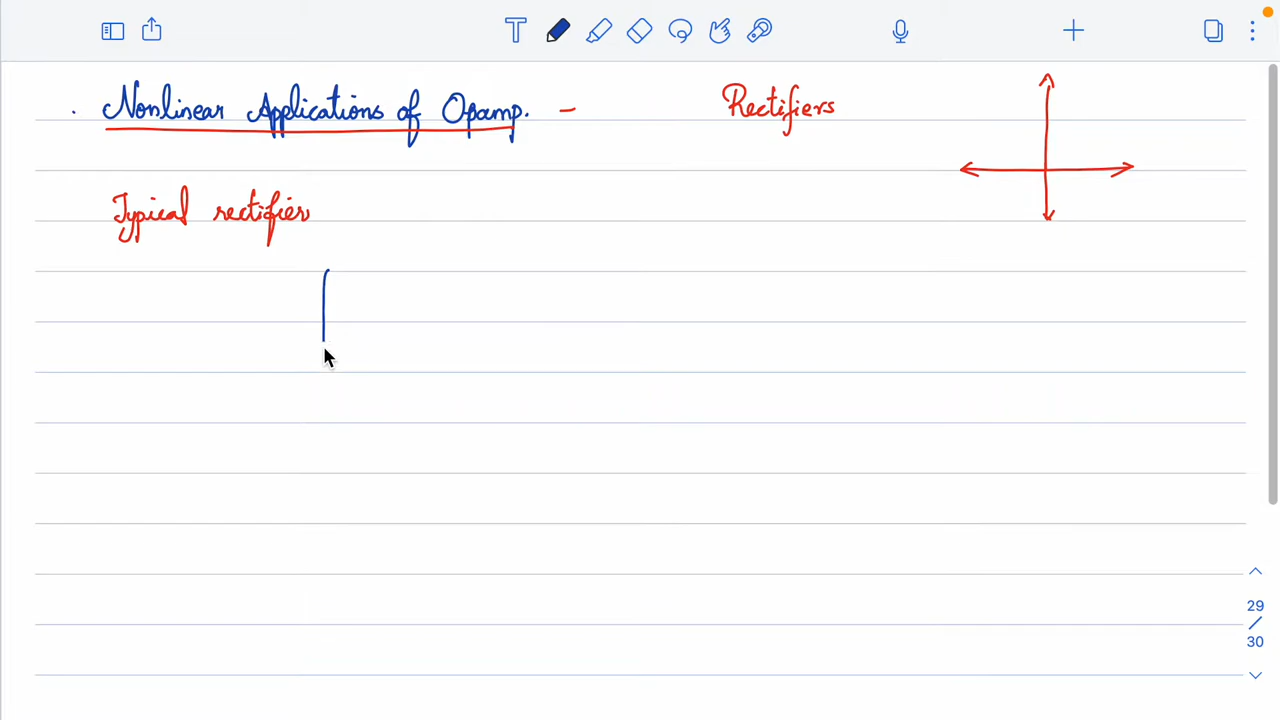 Nonlinear Applications of Opamp. - Rectifiers
Typical rectifier
29
30